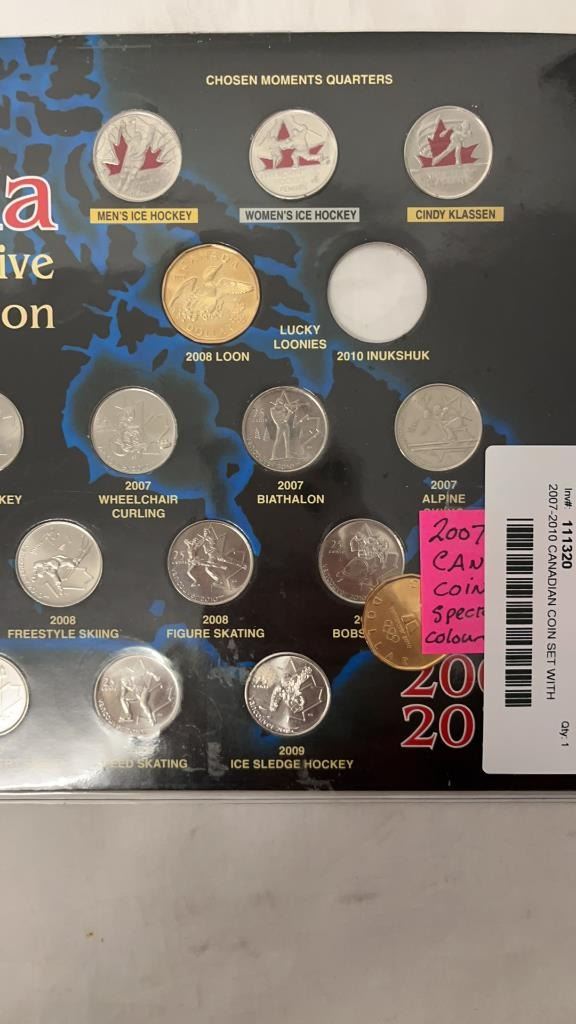 CHOSEN MOMENTS QUARTERS
MEN'S ICE HOCKEY
WOMEN'S ICE HOCKEY
CINDY KLASSEN
a
ive
on
2008 LOON
LUCKY
LOONIES
2010 INUKSHUK
KEY
2007
WHEELCHAIR
CURLING
2007
BIATHALON
2007
ALPINE
2008
FREESTYLE SKIING
2008
FIGURE SKATING
BOBS
EED SKATING
2009
ICE SLEDGE HOCKEY
20
20
DOLLAR
2007
CAN
COIN
Spec
colour
Inv#: 111320
2007-2010 CANADIAN COIN SET WITH
Qty: 1